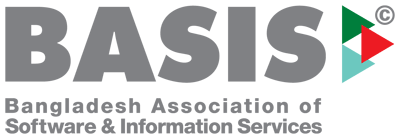 BASIS ©
Bangladesh Association of
Software & Information Services